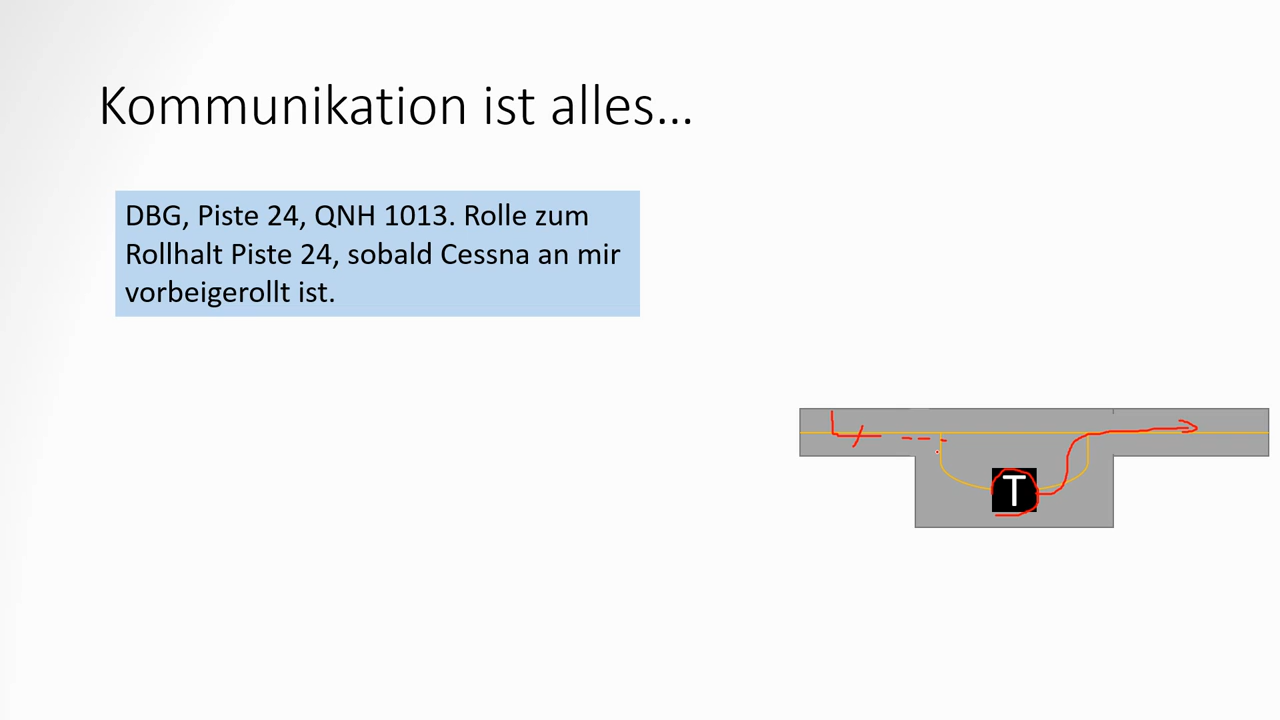 Kommunikation ist alles...
DBG, Piste 24, QNH 1013. Rolle zum
Rollhalt Piste 24, sobald Cessna an mir
vorbeigerollt ist.
T